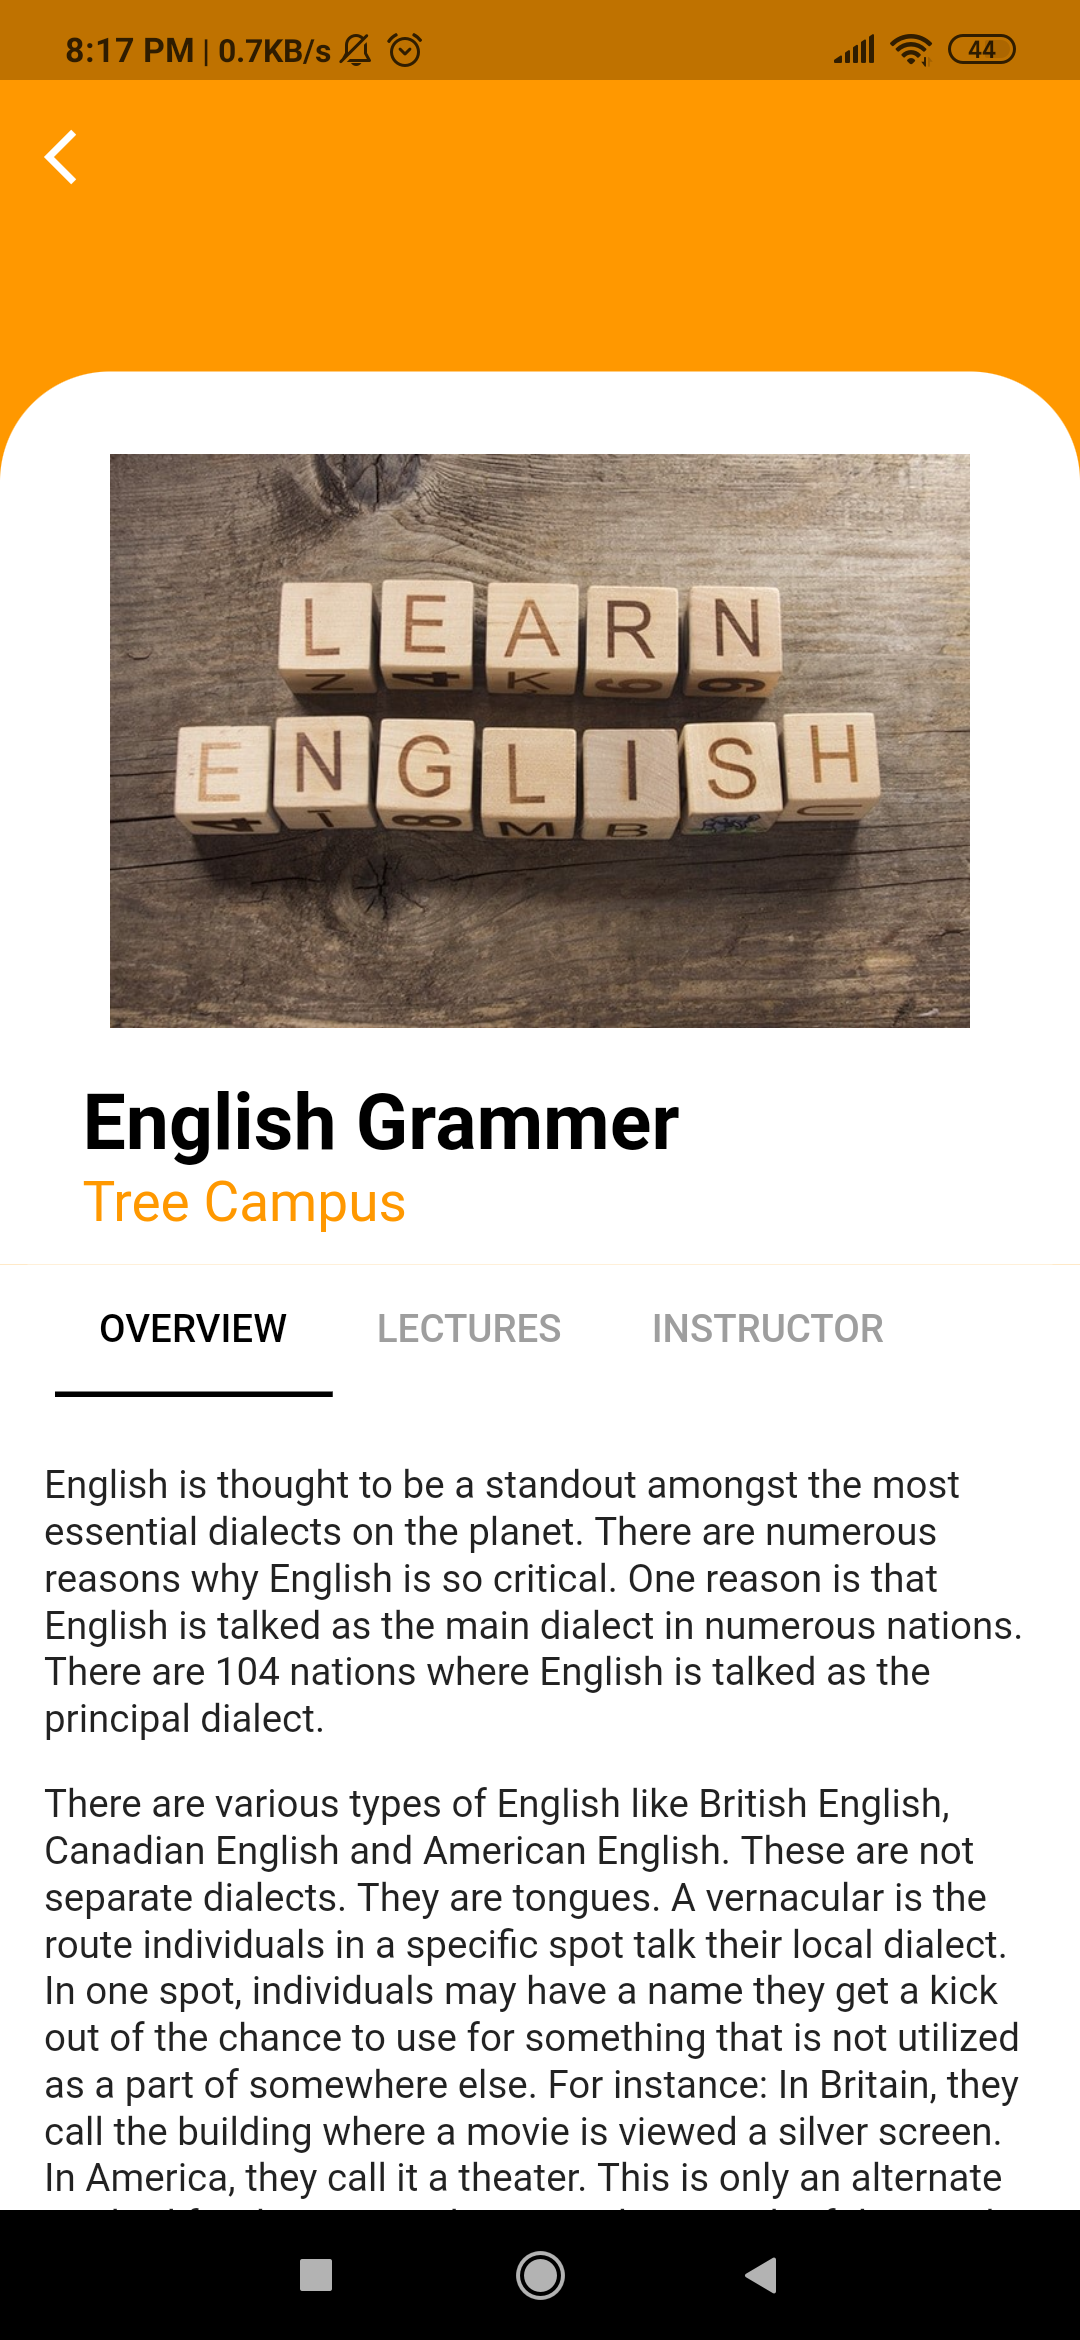 8:17 PM | 0.7KB/s 44
LEARN
Z 4 K 6 9
ENGLISH
4 T 8 M B C
English Grammer
Tree Campus
OVERVIEW LECTURES INSTRUCTOR
English is thought to be a standout amongst the most
essential dialects on the planet. There are numerous
reasons why English is so critical. One reason is that
English is talked as the main dialect in numerous nations.
There are 104 nations where English is talked as the
principal dialect.
There are various types of English like British English,
Canadian English and American English. These are not
separate dialects. They are tongues. A vernacular is the
route individuals in a specific spot talk their local dialect.
In one spot, individuals may have a name they get a kick
out of the chance to use for something that is not utilized
as a part of somewhere else. For instance: In Britain, they
call the building where a movie is viewed a silver screen.
In America, they call it a theater. This is only an alternate